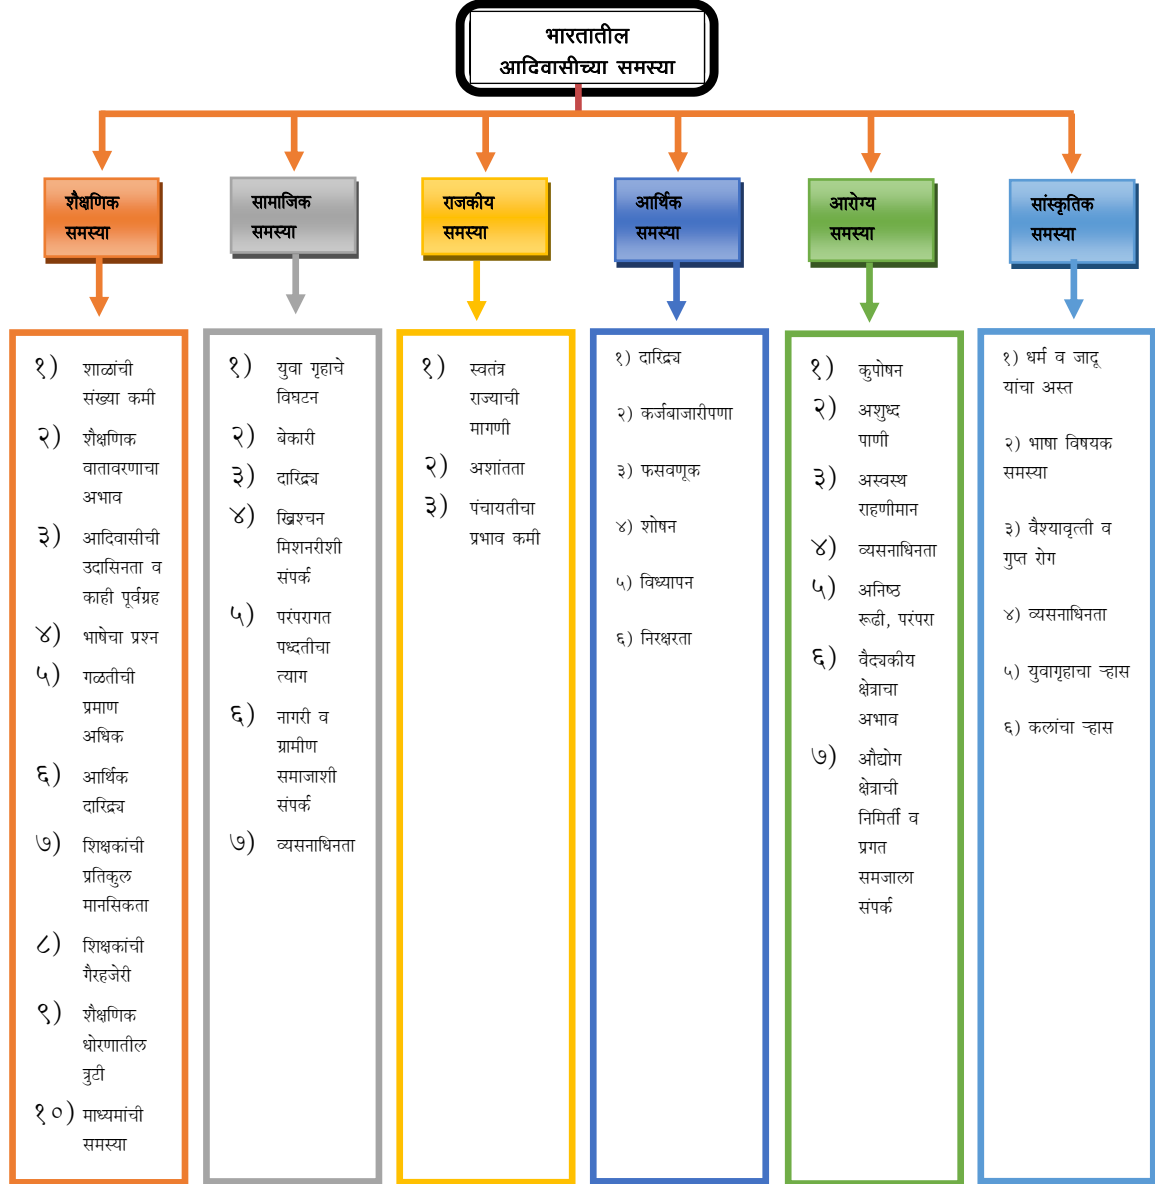 भारतातील
आदिवासीच्या समस्या
शैक्षणिक
समस्या
सामाजिक
समस्या
राजकीय
समस्या
आर्थिक
समस्या
आरोग्य
समस्या
सांस्कृतिक
समस्या
१) शाळांची
संख्या कमी
२) शैक्षणिक
वातावरणाचा
अभाव
३) आदिवासीची
उदासिनता व
काही पूर्वग्रह
४) भाषेचा प्रश्न
५) गळतीची
प्रमाण
अधिक
६) आर्थिक
दारिद्र्य
७) शिक्षकांची
प्रतिकुल
मानसिकता
८) शिक्षकांची
गैरहजेरी
९) शैक्षणिक
धोरणातील
त्रुटी
१०) माध्यमांची
समस्या
१) युवा गृहाचे
विघटन
२) बेकारी
३) दारिद्र्य
४) ख्रिश्चन
मिशनरीशी
संपर्क
५) परंपरागत
पध्दतीचा
त्याग
६) नागरी व
ग्रामीण
समाजाशी
संपर्क
७) व्यसनाधिनता
१) स्वतंत्र
राज्याची
मागणी
२) अशांतता
३) पंचायतीचा
प्रभाव कमी
१) दारिद्र्य
२) कर्जबाजारीपणा
३) फसवणूक
४) शोषन
५) विध्यापन
६) निरक्षरता
१) कुपोषन
२) अशुध्द
पाणी
३) अस्वस्थ
राहणीमान
४) व्यसनाधिनता
५) अनिष्ठ
रूढी, परंपरा
६) वैद्यकीय
क्षेत्राचा
अभाव
७) औद्योग
क्षेत्राची
निमिर्ती व
प्रगत
समजाला
संपर्क
१) धर्म व जादू
यांचा अस्त
२) भाषा विषयक
समस्या
३) वैश्यावृत्ती व
गुप्त रोग
४) व्यसनाधिनता
५) युवागृहाचा ऱ्हास
६) कलांचा ऱ्हास